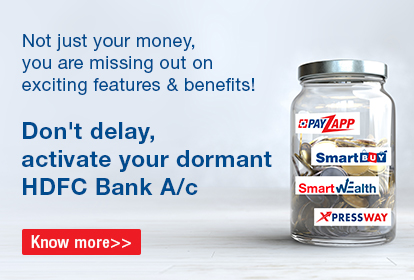 Not just your money,
you are missing out on
exciting features & benefits!
Don't delay,
activate your dormant
HDFC Bank A/c
Know more>>
PAYZAPP
SmartBUY
SmartWEalth
XPRESSWAY